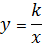 y = k/x